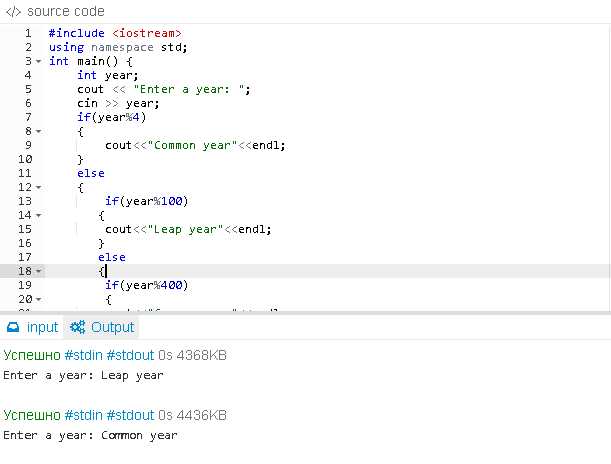 </> source code
1 #include <iostream>
2 using namespace std;
3 int main() {
4 int year;
5 cout << "Enter a year: ";
6 cin >> year;
7 if(year%4)
8 {
9 cout<<"Common year"<<endl;
10 }
11 else
12 {
13 if(year%100)
14 {
15 cout<<"Leap year"<<endl;
16 }
17 else
18 {
19 if(year%400)
20 {
input Output
Успешно #stdin #stdout 0s 4368KB
Enter a year: Leap year
Успешно #stdin #stdout 0s 4436KB
Enter a year: Common year